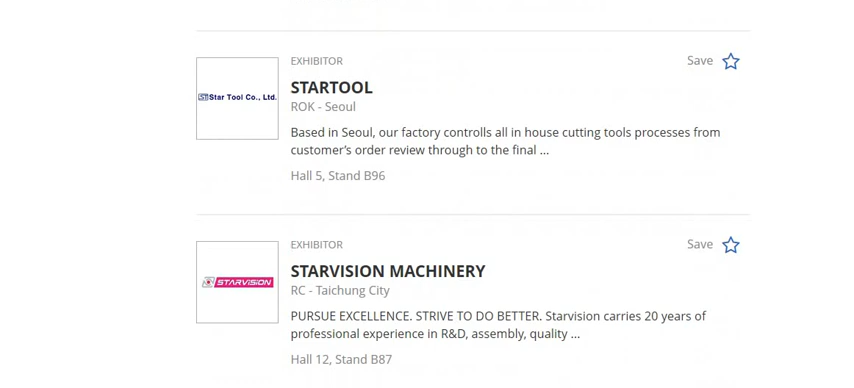 EXHIBITOR
Save
Star Tool Co., Ltd.
STARTOOL
ROK - Seoul
Based in Seoul, our factory controlls all in house cutting tools processes from
customer’s order review through to the final ...
Hall 5, Stand B96
EXHIBITOR
Save
STARVISION
STARVISION MACHINERY
RC - Taichung City
PURSUE EXCELLENCE. STRIVE TO DO BETTER. Starvision carries 20 years of
professional experience in R&D, assembly, quality ...
Hall 12, Stand B87